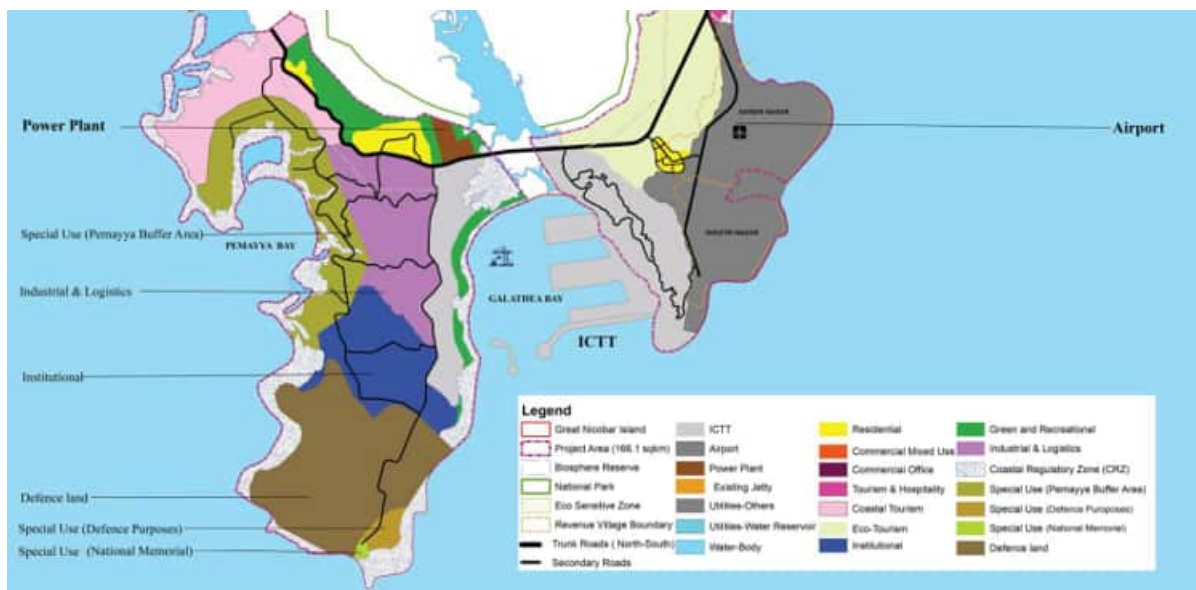 GANDHI NAGAR
Power Plant
Airport
Special Use (Pemayya Buffer Area)
PEMAYYA BAY
SHASTRI NAGAR
Industrial & Logistics
GALATHEA BAY
ICTT
Institutional
Defence land
Special Use (Defence Purposes)
Special Use (National Memorial)
Legend
Great Nicobar Island
Project Area (166.1 sqkm)
Biosphere Reserve
National Park
Eco Sensitive Zone
Revenue Village Boundary
Trunk Roads ( North-South)
Secondary Roads
ICTT
Airport
Power Plant
Existing Jetty
Utilities-Others
Utilities-Water Reservoir
Water-Body
Residential
Commercial Mixed Use
Commercial Office
Tourism & Hospitality
Coastal Tourism
Eco-Tourism
Institutional
Green and Recreational
Industrial & Logistics
Coastal Regulatory Zone (CRZ)
Special Use (Pemayya Buffer Area)
Special Use (Defence Puroposes)
Special Use (National Memorial)
Defence land